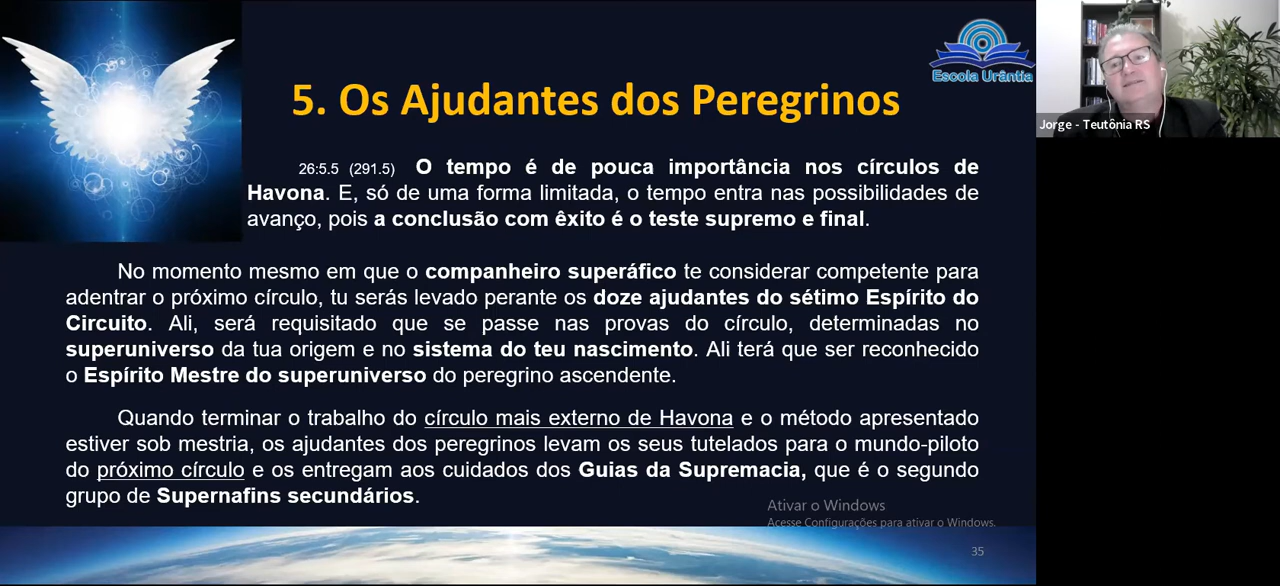 Escola Urântia
5. Os Ajudantes dos Peregrinos
Jorge - Teutônia RS
26:5.5 (291.5) O tempo é de pouca importância nos círculos de
Havona. E, só de uma forma limitada, o tempo entra nas possibilidades de
avanço, pois a conclusão com êxito é o teste supremo e final.
No momento mesmo em que o companheiro superáfico te considerar competente para
adentrar o próximo círculo, tu serás levado perante os doze ajudantes do sétimo Espírito do
Circuito. Ali, será requisitado que se passe nas provas do círculo, determinadas no
superuniverso da tua origem e no sistema do teu nascimento. Ali terá que ser reconhecido
o Espírito Mestre do superuniverso do peregrino ascendente.
Quando terminar o trabalho do círculo mais externo de Havona e o método apresentado
estiver sob mestria, os ajudantes dos peregrinos levam os seus tutelados para o mundo-piloto
do próximo círculo e os entregam aos cuidados dos Guias da Supremacia, que é o segundo
grupo de Supernafins secundários.
Ativar o Windows
Acesse Configurações para ativar o Windows.
35